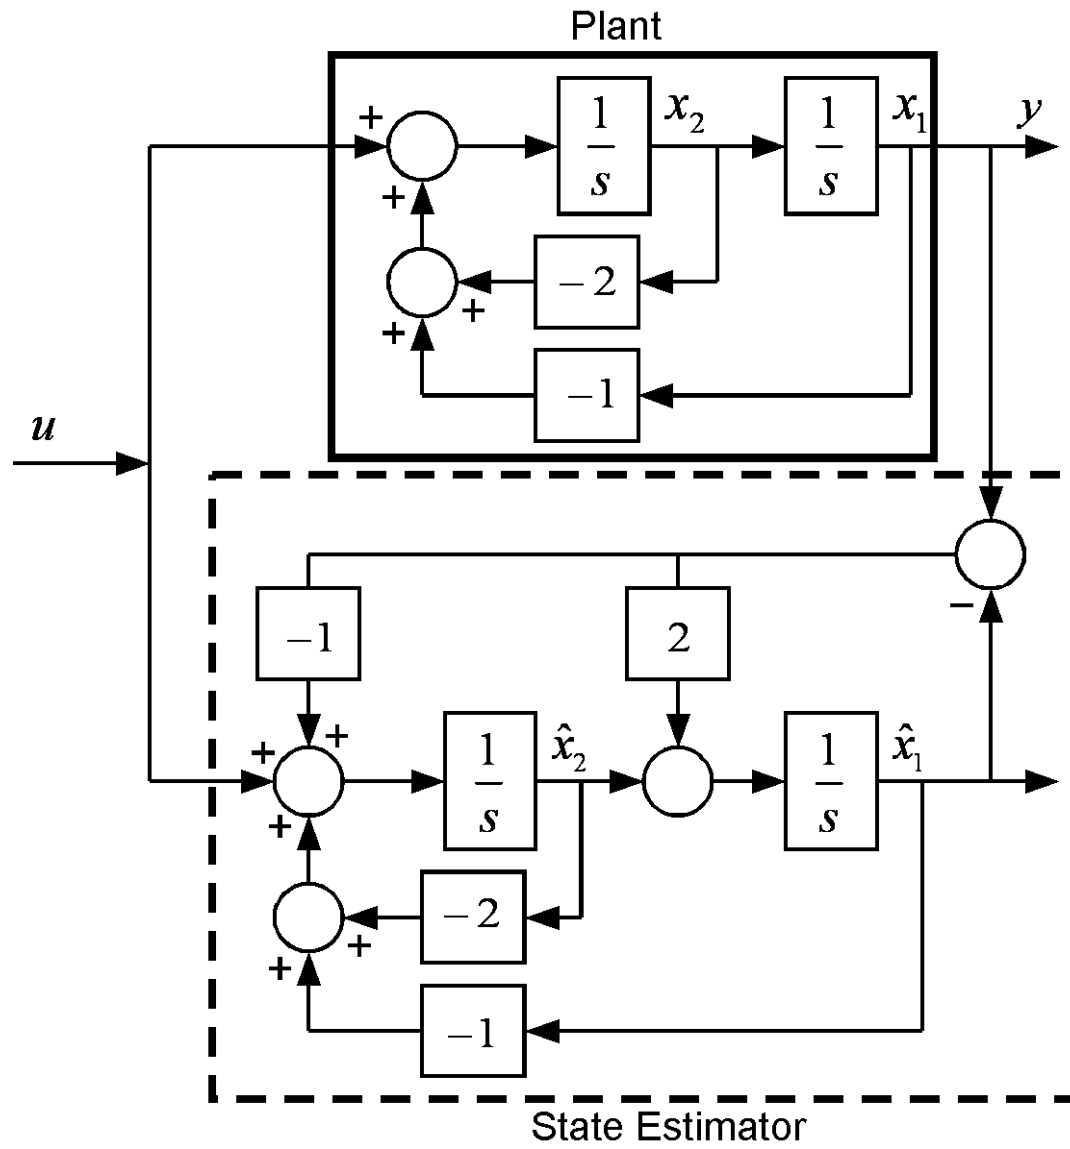 Plant
+
1
s
x₂
1
s
x₁
y
+
−2
+
+
−1
u
−1
2
−
+
+
1
s
x̂₂
1
s
x̂₁
+
−2
+
+
−1
State Estimator